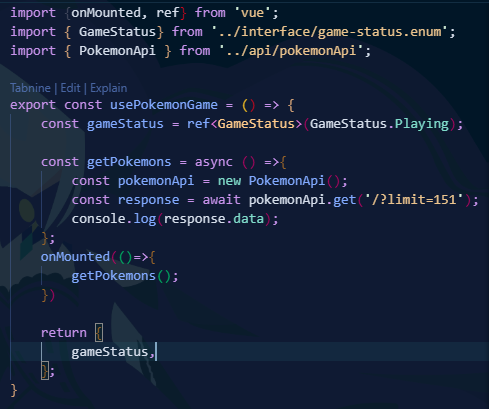 import {onMounted, ref} from 'vue';
import { GameStatus} from '../interface/game-status.enum';
import { PokemonApi } from '../api/pokemonApi';
Tabnine | Edit | Explain
export const usePokemonGame = () => {
const gameStatus = ref<GameStatus>(GameStatus.Playing);
const getPokemons = async () =>{
const pokemonApi = new PokemonApi();
const response = await pokemonApi.get('/?limit=151');
console.log(response.data);
};
onMounted(()=>{
getPokemons();
})
return {
gameStatus,
};
}